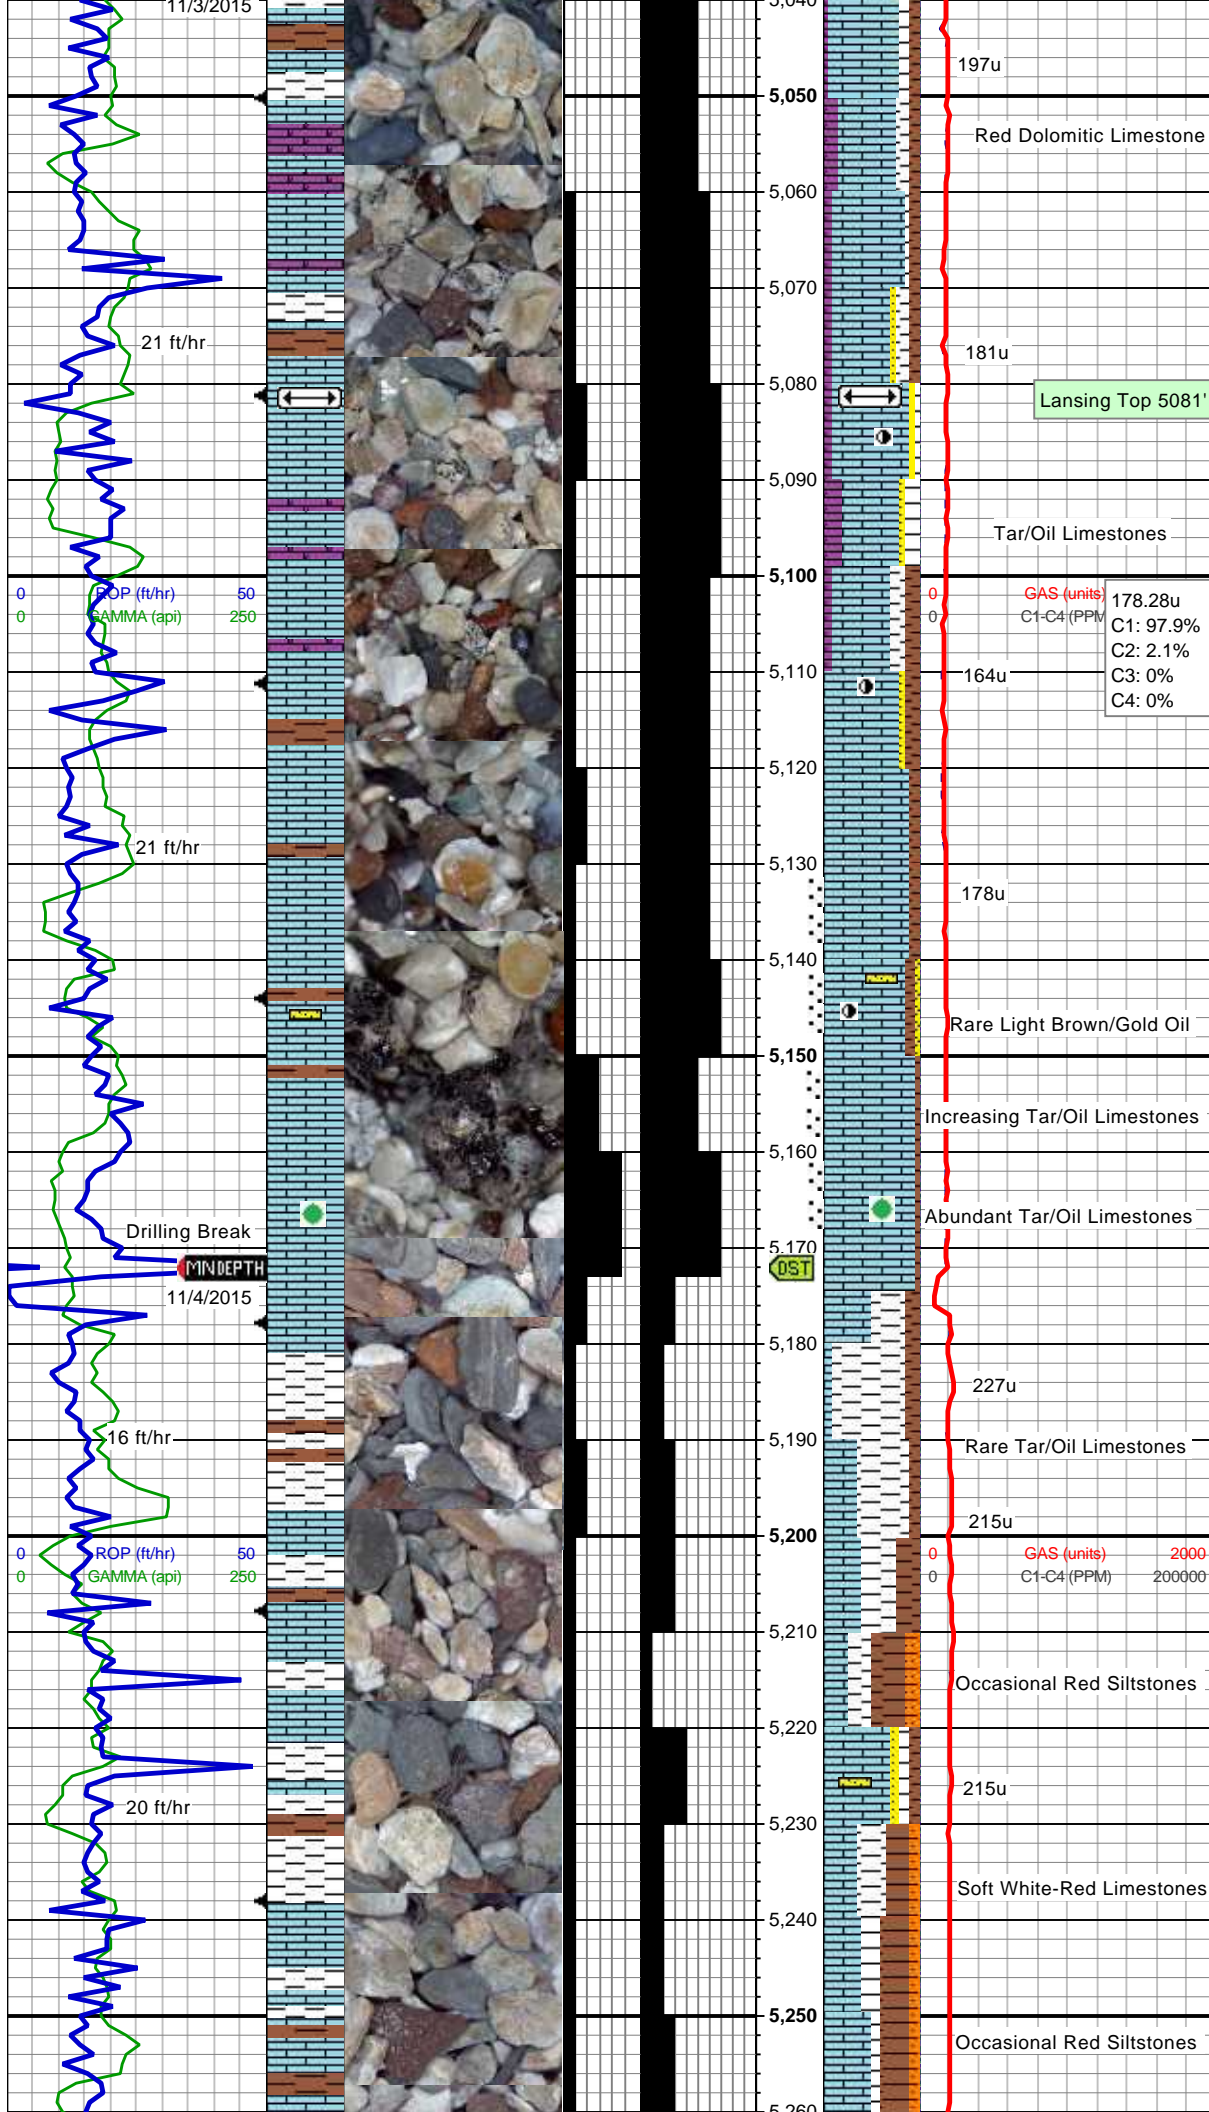 11/3/2015
5,040
197u
5,050
Red Dolomitic Limestone
5,060
5,070
21 ft/hr
181u
5,080
Lansing Top 5081'
5,090
Tar/Oil Limestones
5,100
0 ROP (ft/hr) 50
0 GAMMA (api) 250
0 GAS (units)
0 C1-C4 (PPM
178.28u
C1: 97.9%
C2: 2.1%
C3: 0%
C4: 0%
164u
5,110
5,120
21 ft/hr
5,130
178u
5,140
Rare Light Brown/Gold Oil
5,150
Increasing Tar/Oil Limestones
5,160
Abundant Tar/Oil Limestones
Drilling Break
5,170
MNDEPTH
DST
11/4/2015
5,180
227u
16 ft/hr
5,190
Rare Tar/Oil Limestones
215u
5,200
0 ROP (ft/hr) 50
0 GAMMA (api) 250
0 GAS (units) 2000
0 C1-C4 (PPM) 200000
5,210
Occasional Red Siltstones
5,220
215u
20 ft/hr
5,230
Soft White-Red Limestones
5,240
5,250
Occasional Red Siltstones
5,260